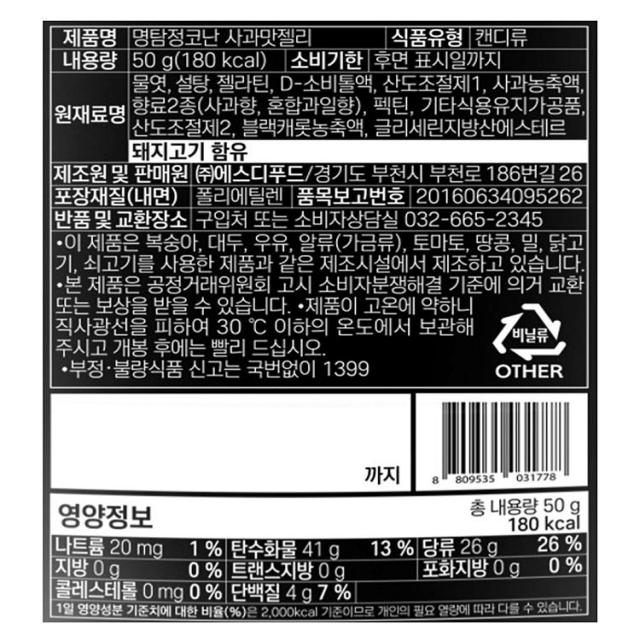 제품명 명탐정코난 사과맛젤리 식품유형 캔디류
내용량 50 g(180 kcal) 소비기한 후면 표시일까지
원재료명 물엿, 설탕, 젤라틴, D-소비톨액, 산도조절제1, 사과농축액,
향료2종(사과향, 혼합과일향), 펙틴, 기타식용유지가공품,
산도조절제2, 블랙캐롯농축액, 글리세린지방산에스테르
돼지고기 함유
제조원 및 판매원 ㈜에스디푸드/경기도 부천시 부천로 186번길 26
포장재질(내면) 폴리에틸렌 품목보고번호 20160634095262
반품 및 교환장소 구입처 또는 소비자상담실 032-665-2345
•이 제품은 복숭아, 대두, 우유, 알류(가금류), 토마토, 땅콩, 밀, 닭고
기, 쇠고기를 사용한 제품과 같은 제조시설에서 제조하고 있습니다.
•본 제품은 공정거래위원회 고시 소비자분쟁해결 기준에 의거 교환
또는 보상을 받을 수 있습니다. •제품이 고온에 약하니
직사광선을 피하여 30 ℃ 이하의 온도에서 보관해
주시고 개봉 후에는 빨리 드십시오.
•부정·불량식품 신고는 국번없이 1399
비닐류
OTHER
까지
8 809535 031778
영양정보 총 내용량 50 g
180 kcal
나트륨 20 mg 1 % 탄수화물 41 g 13 % 당류 26 g 26 %
지방 0 g 0 % 트랜스지방 0 g 포화지방 0 g 0 %
콜레스테롤 0 mg 0 % 단백질 4 g 7 %
1일 영양성분 기준치에 대한 비율(%)은 2,000kcal 기준이므로 개인의 필요 열량에 따라 다를 수 있습니다.